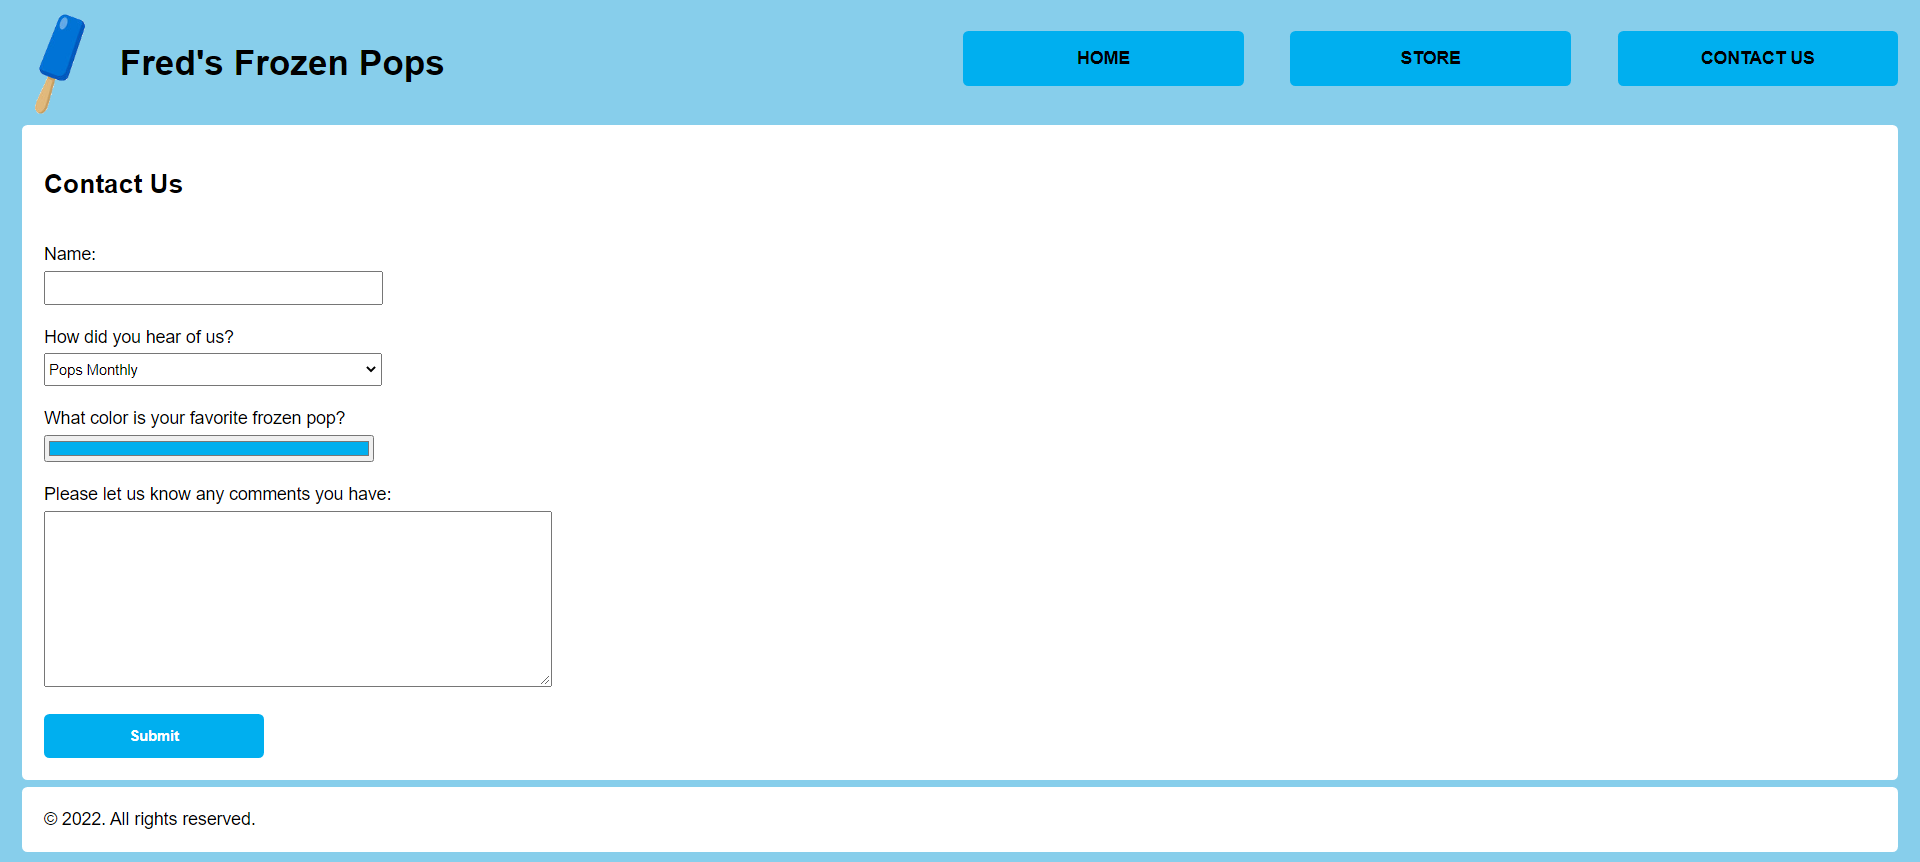 Fred's Frozen Pops
HOME
STORE
CONTACT US
Contact Us
Name:
How did you hear of us?
Pops Monthly
What color is your favorite frozen pop?
Please let us know any comments you have:
Submit
© 2022. All rights reserved.